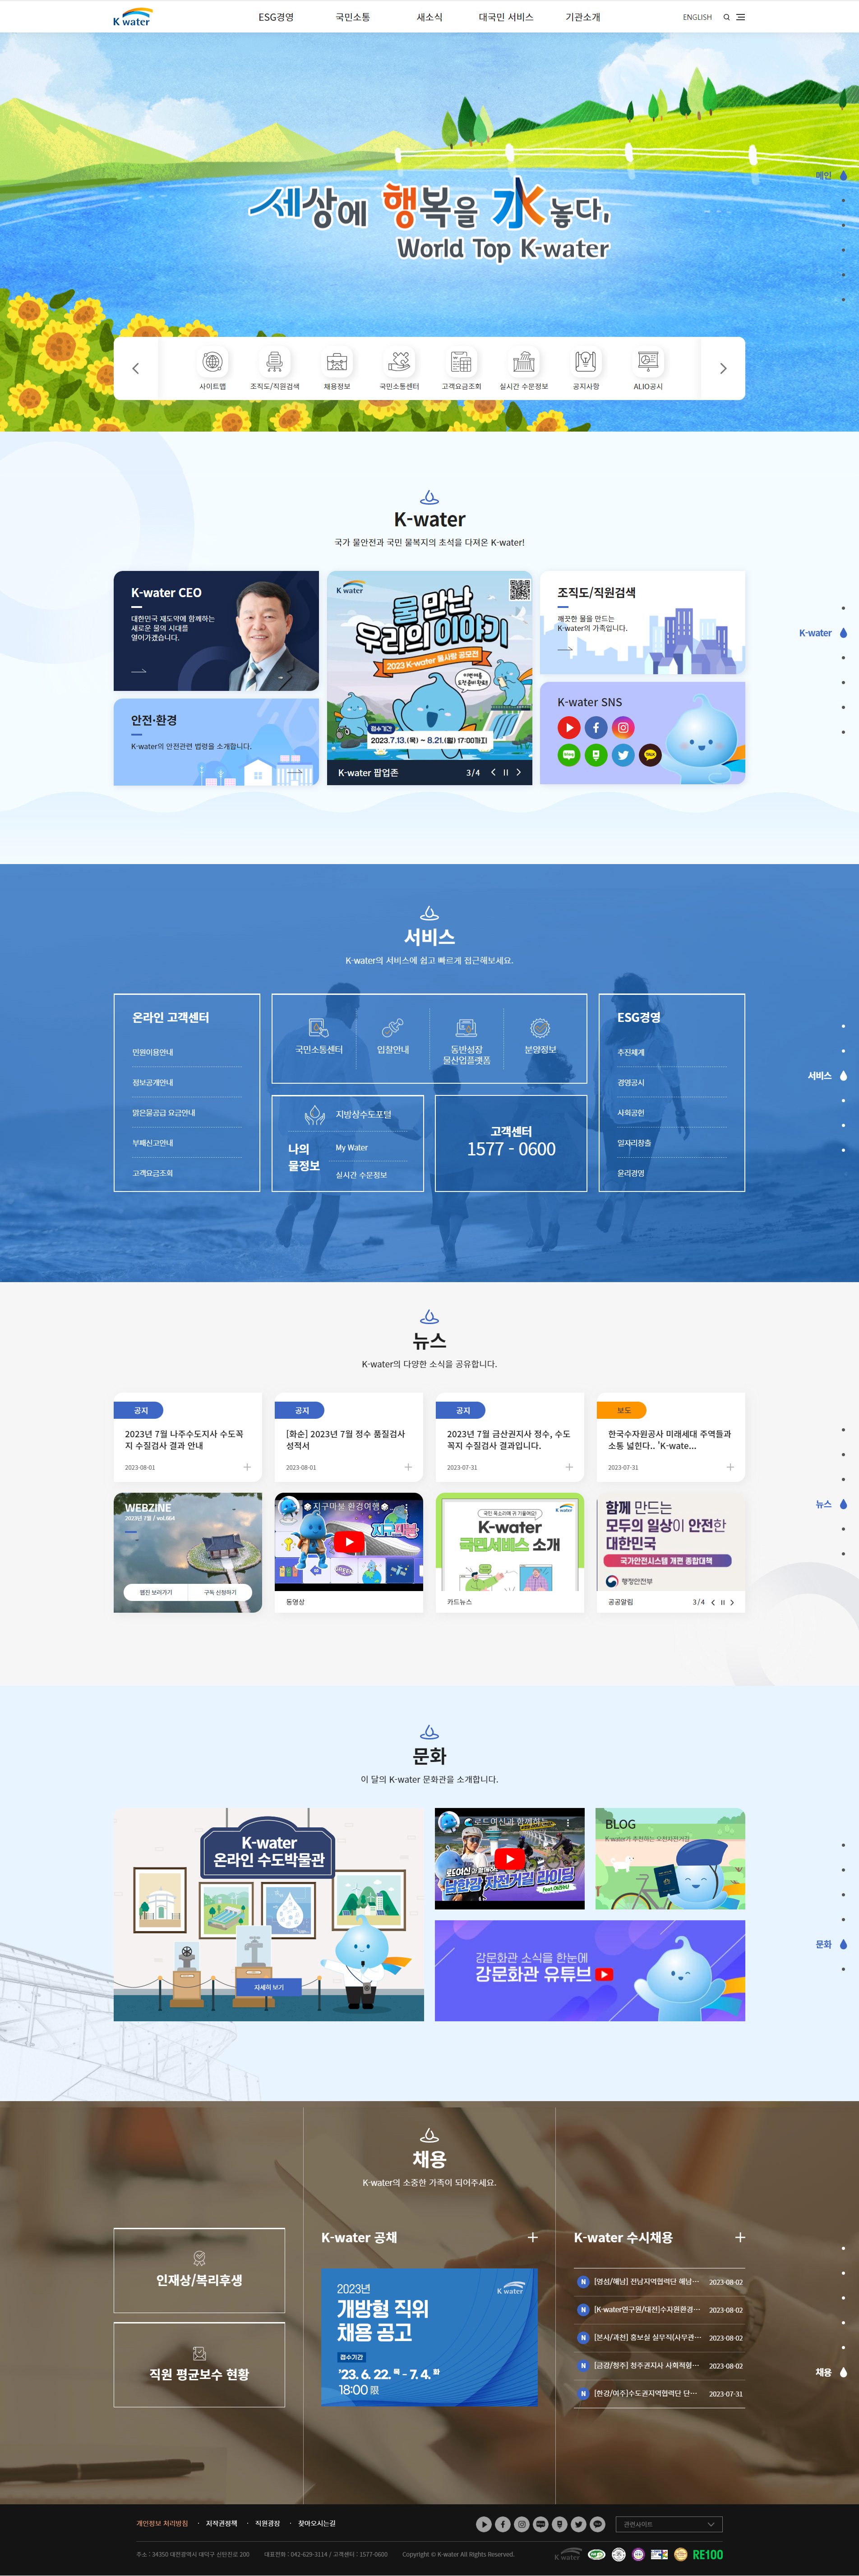 K water
ESG경영
국민소통
새소식
대국민 서비스
기관소개
ENGLISH
메인
세상에 행복을 水놓다,
World Top K-water
사이트맵
조직도/직원검색
채용정보
국민소통센터
고객요금조회
실시간 수문정보
공지사항
ALIO공시
K-water
국가 물안전과 국민 물복지의 초석을 다져온 K-water!
K-water CEO
대한민국 재도약에 함께하는
새로운 물의 시대를
열어가겠습니다.
안전·환경
K-water의 안전관련 법령을 소개합니다.
K water
물 만난
우리의 이야기
2023 K-water 물사랑 공모전
접수기간
2023.7.13.(목) ~ 8.21.(월) 17:00까지
K-water 팝업존
3/4
조직도/직원검색
깨끗한 물을 만드는
K-water의 가족입니다.
K-water SNS
blog
TALK
K-water
서비스
K-water의 서비스에 쉽고 빠르게 접근해보세요.
온라인 고객센터
민원이용안내
정보공개안내
맑은물공급 요금안내
부패신고안내
고객요금조회
국민소통센터
입찰안내
동반성장
물산업플랫폼
분양정보
지방상수도포털
나의
물정보
My Water
실시간 수문정보
고객센터
1577 - 0600
ESG경영
추진체계
경영공시
사회공헌
일자리창출
윤리경영
서비스
뉴스
K-water의 다양한 소식을 공유합니다.
공지
2023년 7월 나주수도지사 수도꼭
지 수질검사 결과 안내
2023-08-01
공지
[화순] 2023년 7월 정수 품질검사
성적서
2023-08-01
공지
2023년 7월 금산권지사 정수, 수도
꼭지 수질검사 결과입니다.
2023-07-31
보도
한국수자원공사 미래세대 주역들과
소통 넓힌다.. 'K-wate...
2023-07-31
WEBZINE
2023년 7월 / vol.664
웹진 보러가기
구독 신청하기
지구마불 환경여행
지구마불
동영상
국민 목소리에 귀 기울여요!
K-water
국민서비스 소개
카드뉴스
함께 만드는
모두의 일상이 안전한
대한민국
국가안전시스템 개편 종합대책
행정안전부
공공알림
3/4
뉴스
문화
이 달의 K-water 문화관을 소개합니다.
K-water
온라인 수도박물관
자세히 보기
로드여신과 함께하는
남한강 자전거길 라이딩
BLOG
K-water가 추천하는 오천자전거길
강문화관 소식을 한눈에
강문화관 유튜브
문화
채용
K-water의 소중한 가족이 되어주세요.
인재상/복리후생
직원 평균보수 현황
K-water 공채
2023년
개방형 직위
채용 공고
K water
접수기간
'23. 6. 22. 목 - 7. 4. 화
18:00 限
K-water 수시채용
N [영섬/해남] 전남지역협력단 해남… 2023-08-02
N [K-water연구원/대전]수자원환경… 2023-08-02
N [본사/과천] 홍보실 실무직(사무관… 2023-08-02
N [금강/청주] 청주권지사 사회적형… 2023-08-02
N [한강/여주]수도권지역협력단 단… 2023-07-31
채용
개인정보 처리방침
저작권정책
직원광장
찾아오시는길
관련사이트
주소 : 34350 대전광역시 대덕구 신탄진로 200
대표전화 : 042-629-3114 / 고객센터 : 1577-0600
Copyright © K-water All Rights Reserved.
K water
RE100